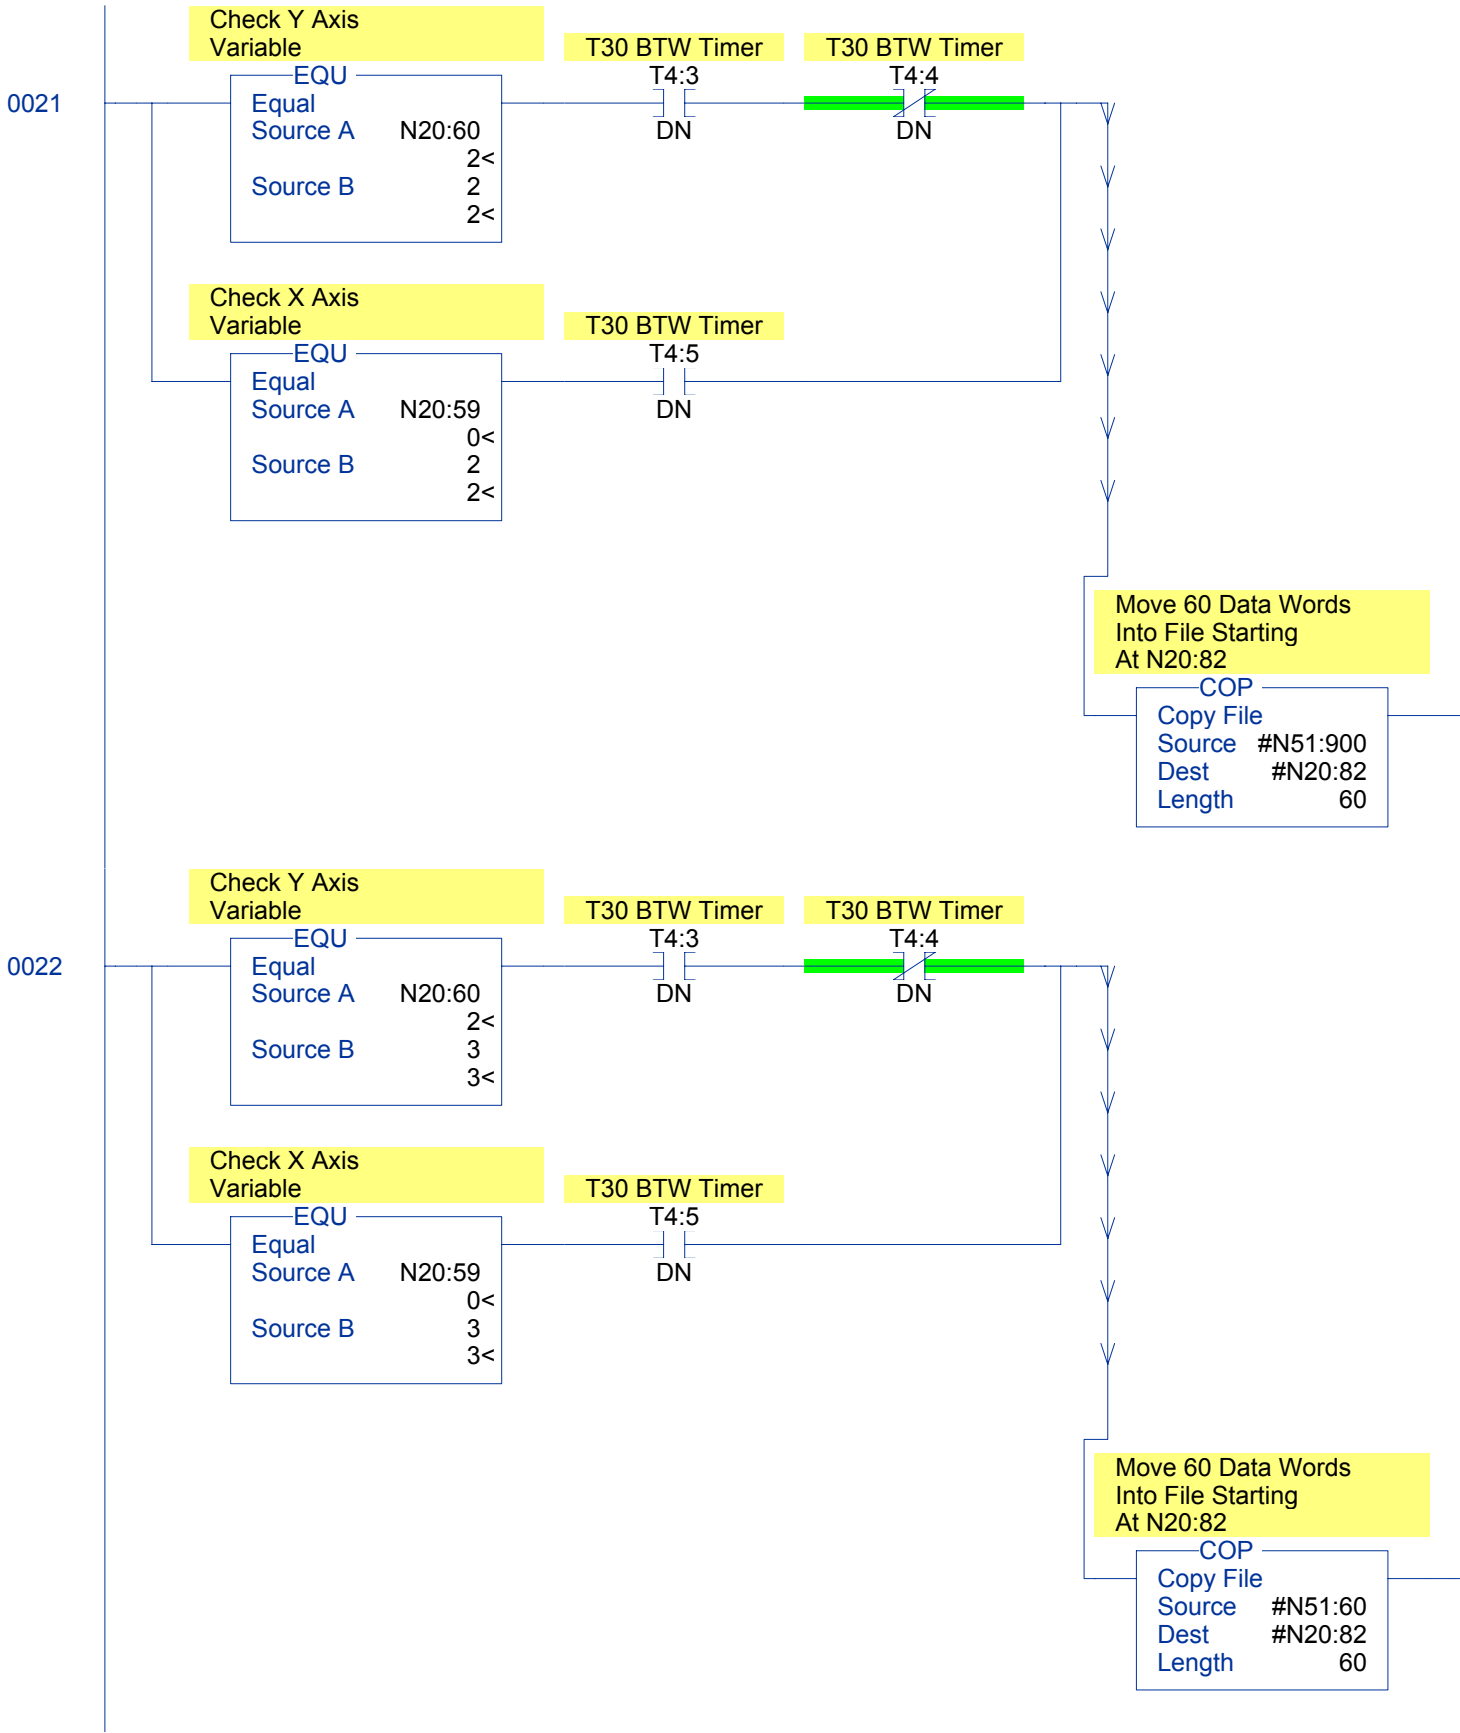 Check Y Axis
Variable
T30 BTW Timer
T30 BTW Timer
EQU
T4:3
T4:4
0021
Equal
DN
DN
Source A N20:60
2<
Source B 2
2<
Check X Axis
Variable
T30 BTW Timer
EQU
T4:5
Equal
DN
Source A N20:59
0<
Source B 2
2<
Move 60 Data Words
Into File Starting
At N20:82
COP
Copy File
Source #N51:900
Dest #N20:82
Length 60
Check Y Axis
Variable
T30 BTW Timer
T30 BTW Timer
EQU
T4:3
T4:4
0022
Equal
DN
DN
Source A N20:60
2<
Source B 3
3<
Check X Axis
Variable
T30 BTW Timer
EQU
T4:5
Equal
DN
Source A N20:59
0<
Source B 3
3<
Move 60 Data Words
Into File Starting
At N20:82
COP
Copy File
Source #N51:60
Dest #N20:82
Length 60